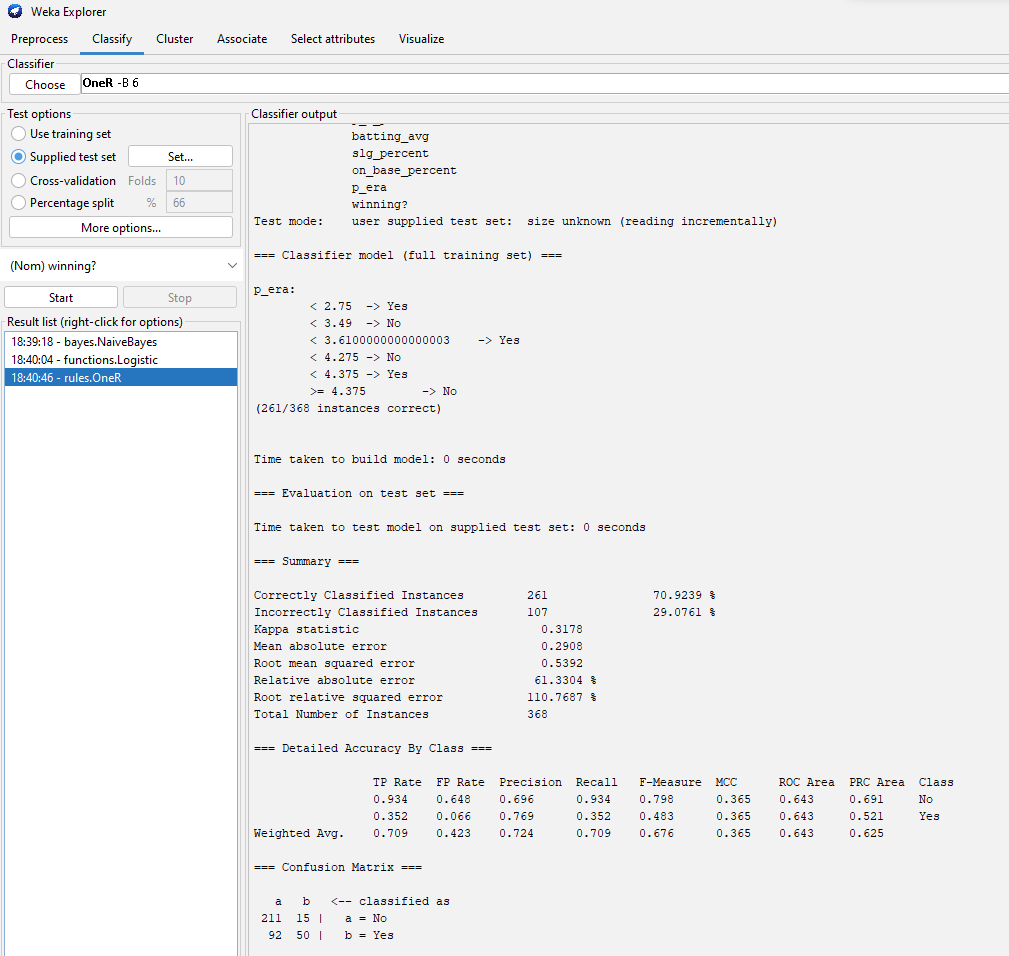 Weka Explorer
Preprocess Classify Cluster Associate Select attributes Visualize
Classifier
Choose OneR -B 6
Test options
Use training set
Supplied test set Set...
Cross-validation Folds 10
Percentage split % 66
More options...
(Nom) winning?
Start Stop
Result list (right-click for options)
18:39:18 - bayes.NaiveBayes
18:40:04 - functions.Logistic
18:40:46 - rules.OneR
Classifier output
batting_avg
slg_percent
on_base_percent
p_era
winning?
Test mode: user supplied test set: size unknown (reading incrementally)
=== Classifier model (full training set) ===
p_era:
< 2.75 -> Yes
< 3.49 -> No
< 3.6100000000000003 -> Yes
< 4.275 -> No
< 4.375 -> Yes
>= 4.375 -> No
(261/368 instances correct)
Time taken to build model: 0 seconds
=== Evaluation on test set ===
Time taken to test model on supplied test set: 0 seconds
=== Summary ===
Correctly Classified Instances 261 70.9239 %
Incorrectly Classified Instances 107 29.0761 %
Kappa statistic 0.3178
Mean absolute error 0.2908
Root mean squared error 0.5392
Relative absolute error 61.3304 %
Root relative squared error 110.7687 %
Total Number of Instances 368
=== Detailed Accuracy By Class ===
TP Rate FP Rate Precision Recall F-Measure MCC ROC Area PRC Area Class
0.934 0.648 0.696 0.934 0.798 0.365 0.643 0.691 No
0.352 0.066 0.769 0.352 0.483 0.365 0.643 0.521 Yes
Weighted Avg. 0.709 0.423 0.724 0.709 0.676 0.365 0.643 0.625
=== Confusion Matrix ===
a b <-- classified as
211 15 | a = No
92 50 | b = Yes